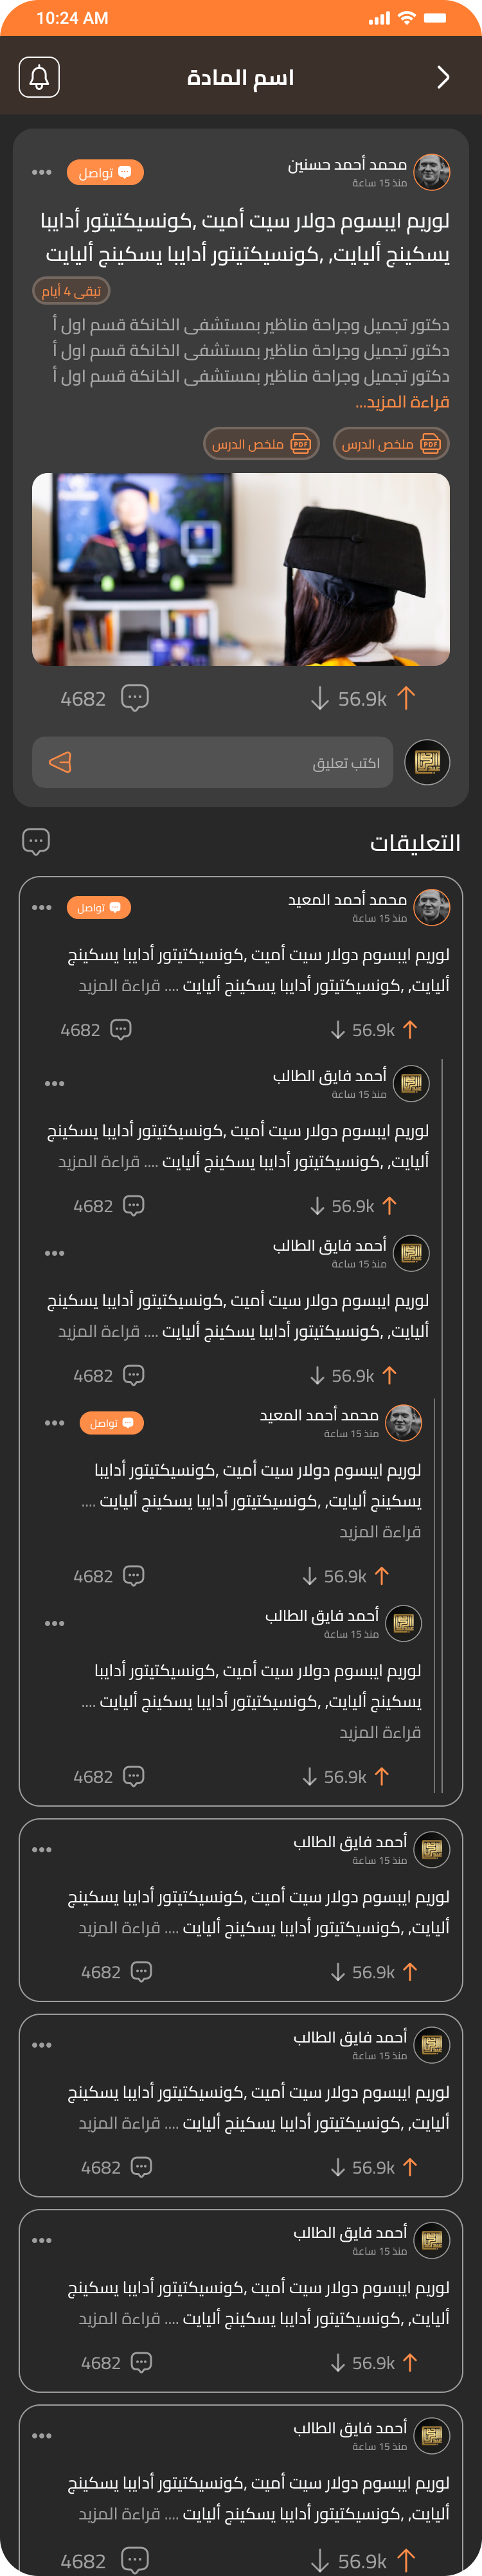 10:24 AM
اسم المادة
محمد أحمد حسنين
منذ 15 ساعة
تواصل
لوريم ايبسوم دولار سيت أميت ,كونسيكتيتور أدايبا
يسكينج أليايت, ,كونسيكتيتور أدايبا يسكينج أليايت
تبقى 4 أيام
دكتور تجميل وجراحة مناظير بمستشفى الخانكة قسم اول أ
دكتور تجميل وجراحة مناظير بمستشفى الخانكة قسم اول أ
دكتور تجميل وجراحة مناظير بمستشفى الخانكة قسم اول أ
قراءة المزيد...
PDF ملخص الدرس
PDF ملخص الدرس
56.9k
4682
اكتب تعليق
التعليقات
محمد أحمد المعيد
منذ 15 ساعة
تواصل
لوريم ايبسوم دولار سيت أميت ,كونسيكتيتور أدايبا يسكينج
أليايت, ,كونسيكتيتور أدايبا يسكينج أليايت .... قراءة المزيد
56.9k
4682
أحمد فايق الطالب
منذ 15 ساعة
لوريم ايبسوم دولار سيت أميت ,كونسيكتيتور أدايبا يسكينج
أليايت, ,كونسيكتيتور أدايبا يسكينج أليايت .... قراءة المزيد
56.9k
4682
أحمد فايق الطالب
منذ 15 ساعة
لوريم ايبسوم دولار سيت أميت ,كونسيكتيتور أدايبا يسكينج
أليايت, ,كونسيكتيتور أدايبا يسكينج أليايت .... قراءة المزيد
56.9k
4682
محمد أحمد المعيد
منذ 15 ساعة
تواصل
لوريم ايبسوم دولار سيت أميت ,كونسيكتيتور أدايبا
يسكينج أليايت, ,كونسيكتيتور أدايبا يسكينج أليايت ....
قراءة المزيد
56.9k
4682
أحمد فايق الطالب
منذ 15 ساعة
لوريم ايبسوم دولار سيت أميت ,كونسيكتيتور أدايبا
يسكينج أليايت, ,كونسيكتيتور أدايبا يسكينج أليايت ....
قراءة المزيد
56.9k
4682
أحمد فايق الطالب
منذ 15 ساعة
لوريم ايبسوم دولار سيت أميت ,كونسيكتيتور أدايبا يسكينج
أليايت, ,كونسيكتيتور أدايبا يسكينج أليايت .... قراءة المزيد
56.9k
4682
أحمد فايق الطالب
منذ 15 ساعة
لوريم ايبسوم دولار سيت أميت ,كونسيكتيتور أدايبا يسكينج
أليايت, ,كونسيكتيتور أدايبا يسكينج أليايت .... قراءة المزيد
56.9k
4682
أحمد فايق الطالب
منذ 15 ساعة
لوريم ايبسوم دولار سيت أميت ,كونسيكتيتور أدايبا يسكينج
أليايت, ,كونسيكتيتور أدايبا يسكينج أليايت .... قراءة المزيد
56.9k
4682
أحمد فايق الطالب
منذ 15 ساعة
لوريم ايبسوم دولار سيت أميت ,كونسيكتيتور أدايبا يسكينج
أليايت, ,كونسيكتيتور أدايبا يسكينج أليايت .... قراءة المزيد
56.9k
4682